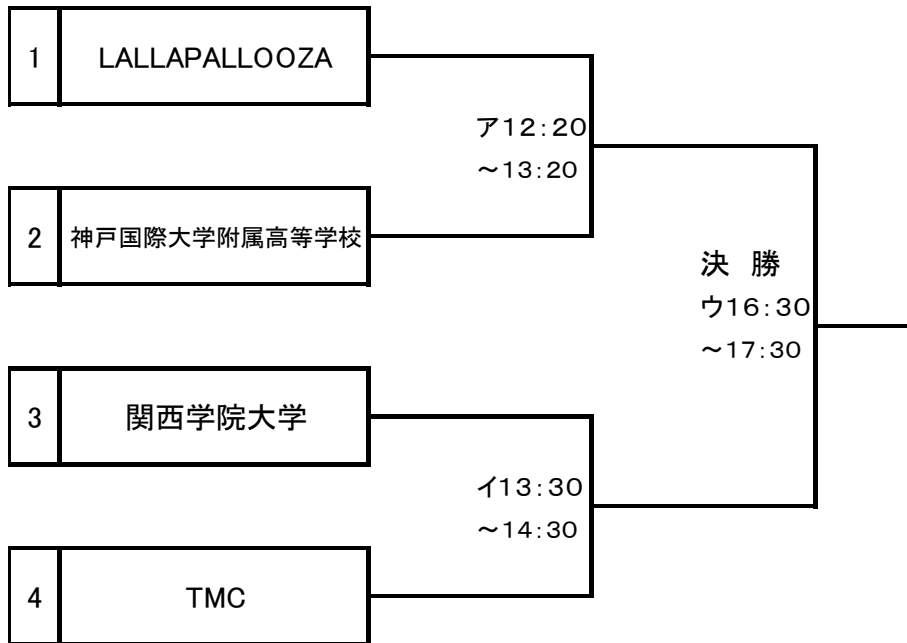 1
LALLAPALLOOZA
ア12:20
～13:20
2
神戸国際大学附属高等学校
決 勝
ウ16:30
～17:30
3
関西学院大学
イ13:30
～14:30
4
TMC